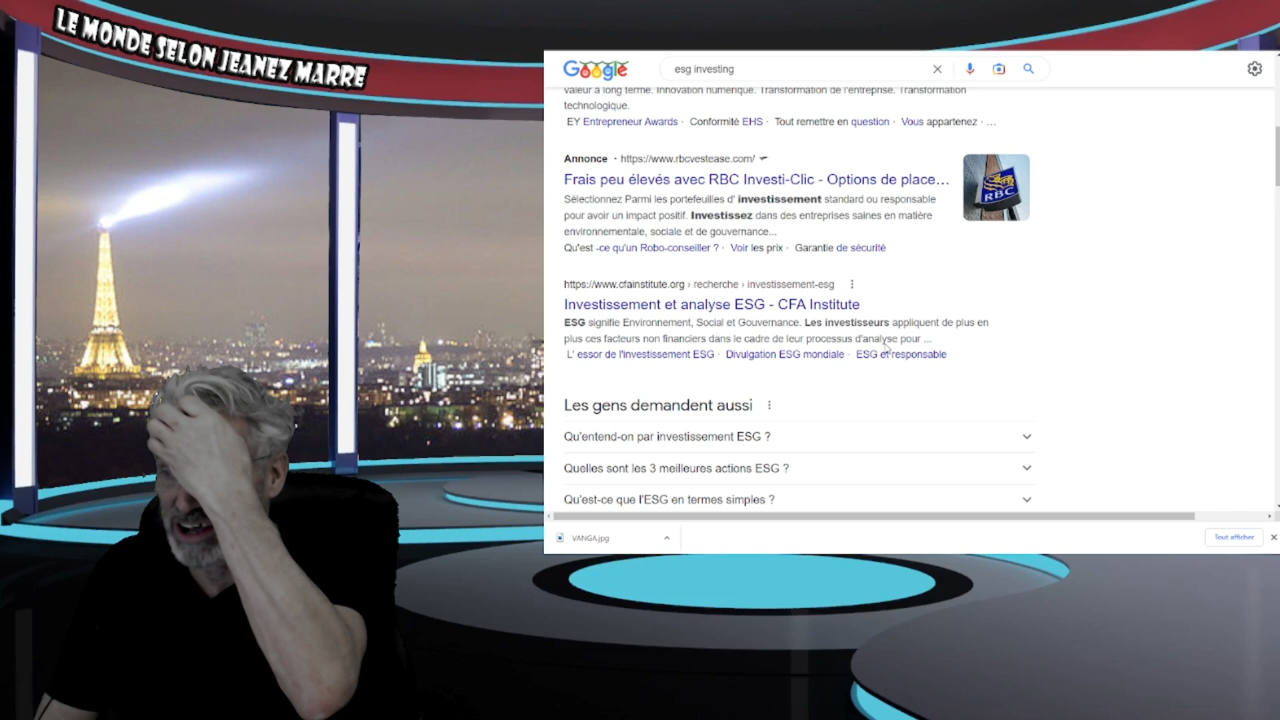 LE MONDE SELON JEANEZ MARRE
Google
esg investing
valeur à long terme. Innovation numérique. Transformation de l'entreprise. Transformation
technologique.
EY Entrepreneur Awards · Conformité EHS · Tout remettre en question · Vous appartenez · ...
Annonce · https://www.rbcvestease.com/
Frais peu élevés avec RBC Investi-Clic - Options de place...
Sélectionnez Parmi les portefeuilles d' investissement standard ou responsable
pour avoir un impact positif. Investissez dans des entreprises saines en matière
environnementale, sociale et de gouvernance...
Qu'est -ce qu'un Robo-conseiller ? · Voir les prix · Garantie de sécurité
RBC
https://www.cfainstitute.org › recherche › investissement-esg
Investissement et analyse ESG - CFA Institute
ESG signifie Environnement, Social et Gouvernance. Les investisseurs appliquent de plus en
plus ces facteurs non financiers dans le cadre de leur processus d'analyse pour ...
L' essor de l'investissement ESG · Divulgation ESG mondiale · ESG et responsable
Les gens demandent aussi
Qu'entend-on par investissement ESG ?
Quelles sont les 3 meilleures actions ESG ?
Qu'est-ce que l'ESG en termes simples ?
VANGA.jpg
Tout afficher